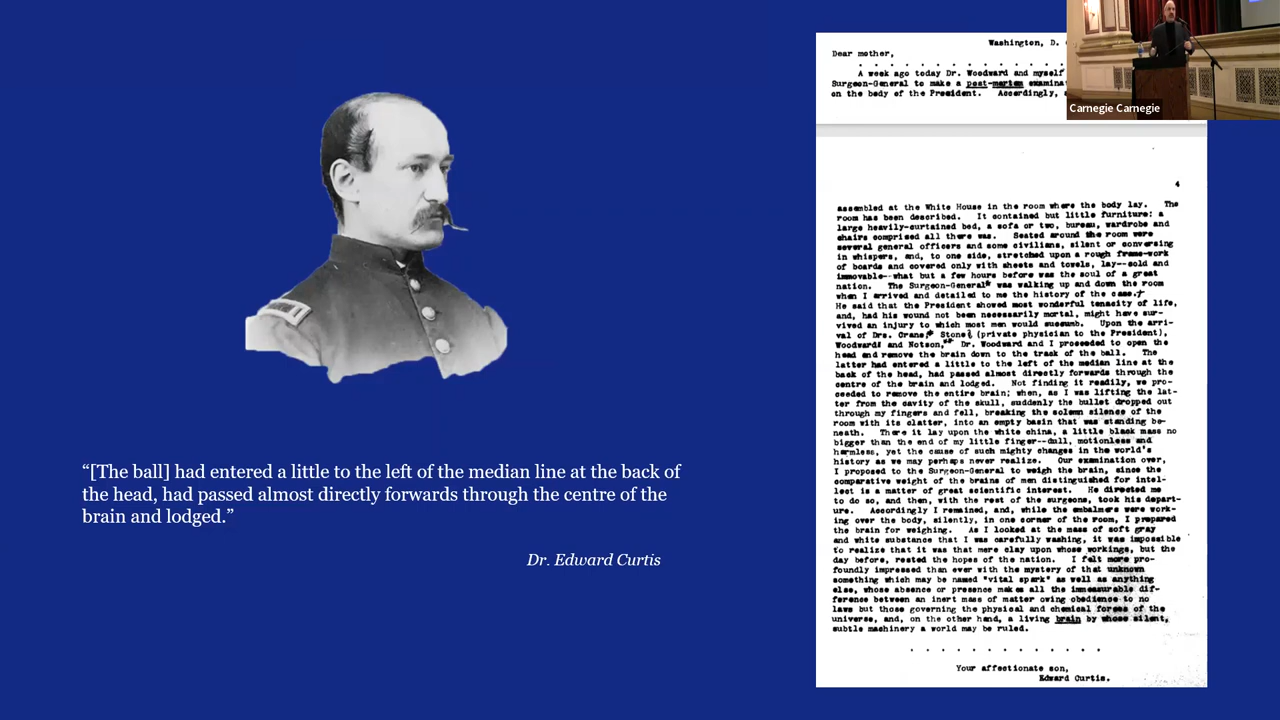 Washington, D.
Dear mother,
A week ago today Dr. Woodward and myself
Surgeon-General to make a post-mortem examina
on the body of the President. Accordingly,
Carnegie Carnegie
4
assembled at the White House in the room where the body lay. The
room has been described. It contained but little furniture: a
large heavily-curtained bed, a sofa or two, bureau, wardrobe and
chairs comprised all there was. Seated around the room were
several general officers and some civilians, silent or conversing
in whispers, and, to one side, stretched upon a rough frame-work
of boards and covered only with sheets and towels, lay--cold and
immovable--what but a few hours before was the soul of a great
nation. The Surgeon-General* was walking up and down the room
when I arrived and detailed to me the history of the case.†
He said that the President showed most wonderful tenacity of life,
and, had his wound not been necessarily mortal, might have sur-
vived an injury to which most men would succumb. Upon the arri-
val of Drs. Crane, Stone (private physician to the President),
Woodward and Notson, Dr. Woodward and I proceeded to open the
head and remove the brain down to the track of the ball. The
latter had entered a little to the left of the median line at the
back of the head, had passed almost directly forwards through the
centre of the brain and lodged. Not finding it readily, we pro-
ceeded to remove the entire brain; when, as I was lifting the lat-
ter from the cavity of the skull, suddenly the bullet dropped out
through my fingers and fell, breaking the solemn silence of the
room with its clatter, into an empty basin that was standing be-
neath. There it lay upon the white china, a little black mass no
bigger than the end of my little finger--dull, motionless and
harmless, yet the cause of such mighty changes in the world's
history as we may perhaps never realize. Our examination over,
I proposed to the Surgeon-General to weigh the brain, since the
comparative weight of the brains of men distinguished for intel-
lect is a matter of great scientific interest. He directed me
to do so, and then, with the rest of the surgeons, took his depart-
ure. Accordingly I remained, and, while the embalmers were work-
ing over the body, silently, in one corner of the room, I prepared
the brain for weighing. As I looked at the mass of soft gray
and white substance that I was carefully washing, it was impossible
to realize that it was that mere clay upon whose workings, but the
day before, rested the hopes of the nation. I felt more pro-
foundly impressed than ever with the mystery of that unknown
something which may be named "vital spark" as well as anything
else, whose absence or presence makes all the immeasurable dif-
ference between an inert mass of matter owing obedience to no
laws but those governing the physical and chemical forces of the
universe, and, on the other hand, a living brain by whose silent,
subtle machinery a world may be ruled.
Your affectionate son,
Edward Curtis.
“[The ball] had entered a little to the left of the median line at the back of
the head, had passed almost directly forwards through the centre of the
brain and lodged.”
Dr. Edward Curtis